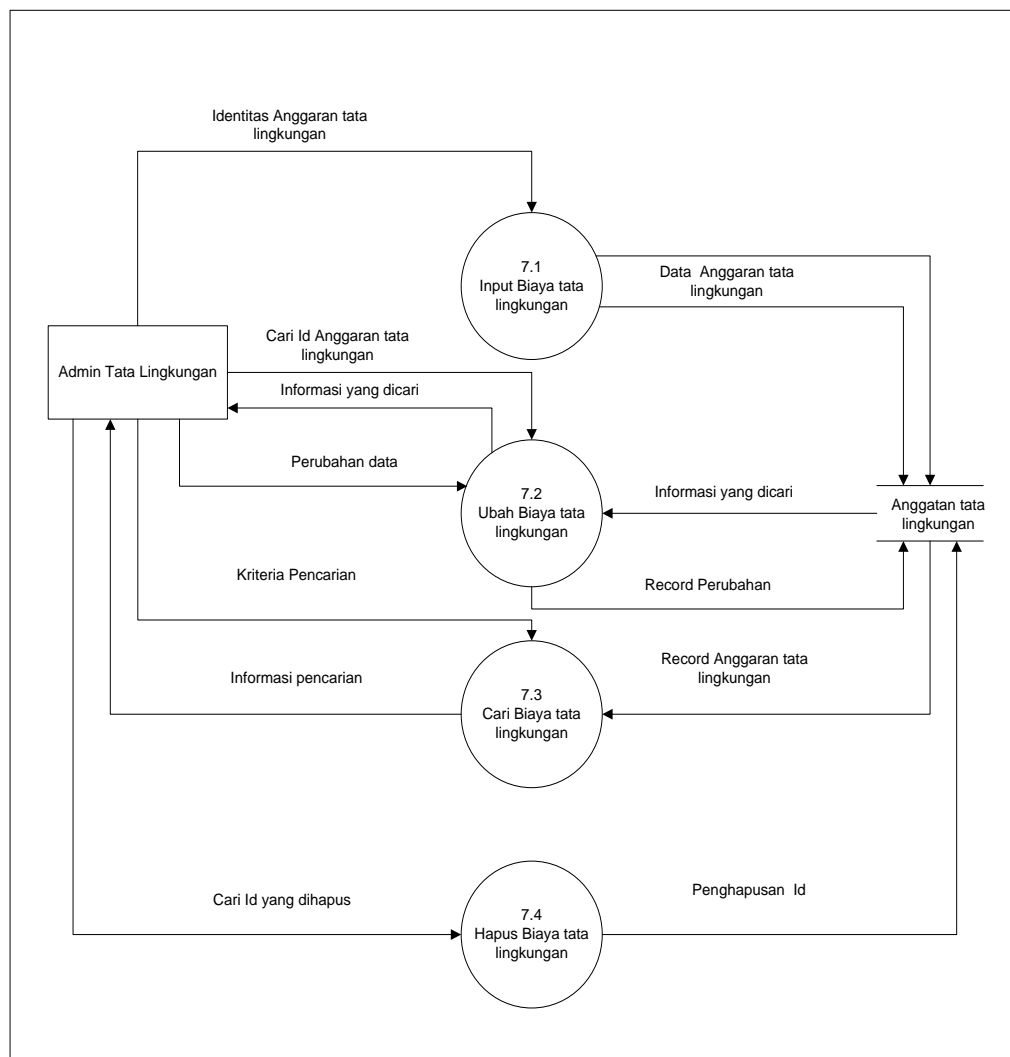 Identitas Anggaran tata
lingkungan
7.1
Input Biaya tata
lingkungan
Data Anggaran tata
lingkungan
Admin Tata Lingkungan
Cari Id Anggaran tata
lingkungan
Informasi yang dicari
Perubahan data
7.2
Ubah Biaya tata
lingkungan
Informasi yang dicari
Anggatan tata
lingkungan
Kriteria Pencarian
Record Perubahan
Informasi pencarian
7.3
Cari Biaya tata
lingkungan
Record Anggaran tata
lingkungan
Cari Id yang dihapus
7.4
Hapus Biaya tata
lingkungan
Penghapusan Id